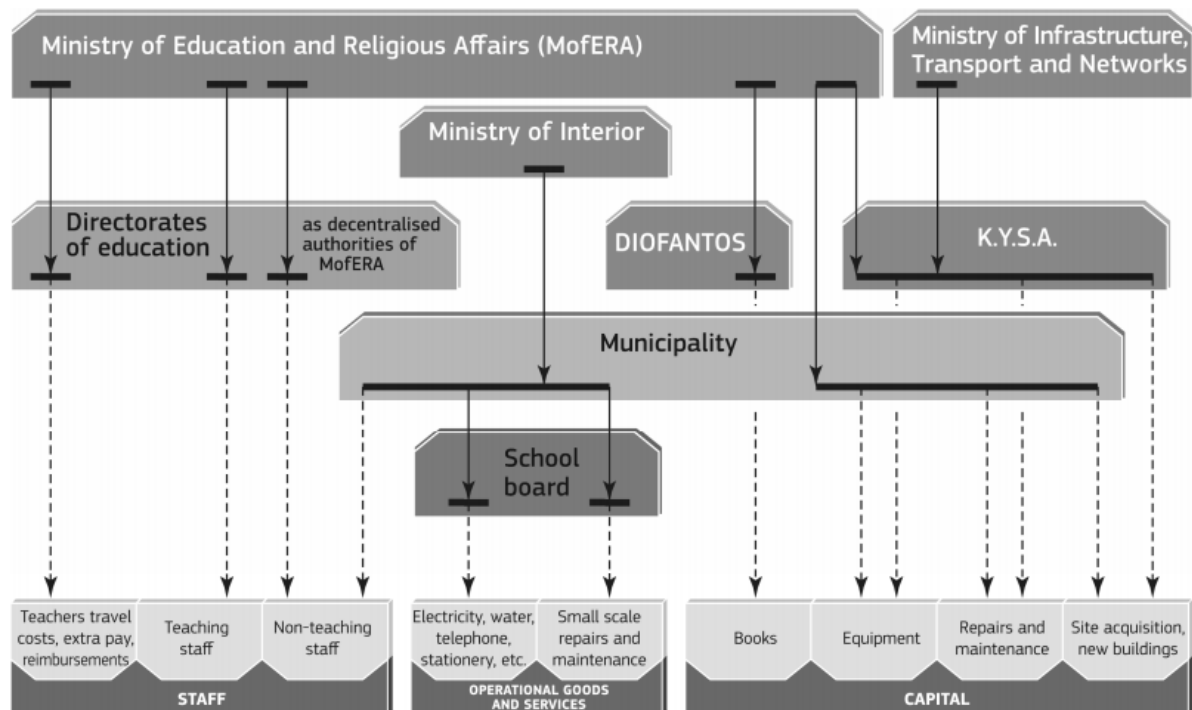 Ministry of Education and Religious Affairs (MofERA)
Ministry of Infrastructure,
Transport and Networks
Ministry of Interior
Directorates
of education
as decentralised
authorities of
MofERA
DIOFANTOS
K.Y.S.A.
Municipality
School
board
Teachers travel
costs, extra pay,
reimbursements
Teaching
staff
Non-teaching
staff
STAFF
Electricity, water,
telephone,
stationery, etc.
Small scale
repairs and
maintenance
OPERATIONAL GOODS
AND SERVICES
Books
Equipment
Repairs and
maintenance
Site acquisition,
new buildings
CAPITAL